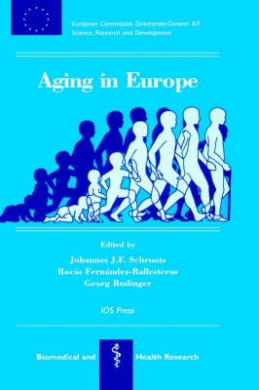 European Commission Directorate-General XII
Science, Research and Development
Aging in Europe
Edited by
Johannes J.F. Schroots
Rocío Fernández-Ballesteros
Georg Rudinger
IOS Press
Biomedical and Health Research